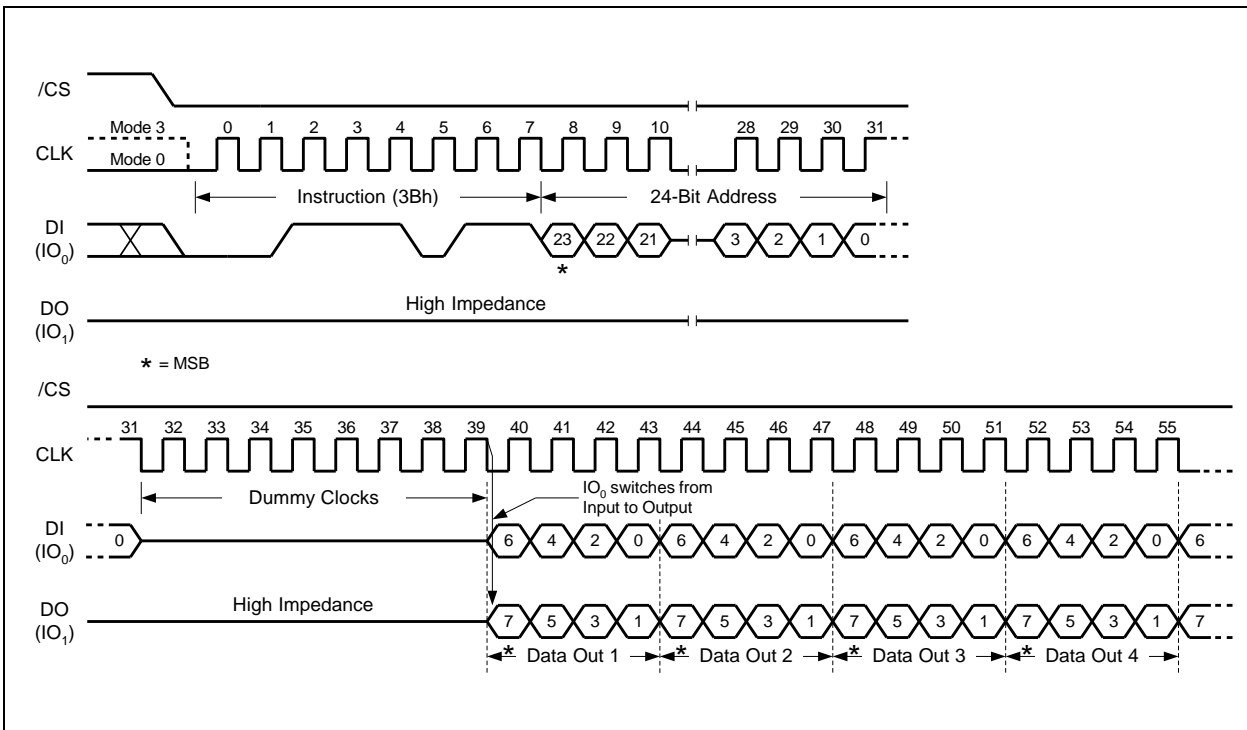 /CS
Mode 3 0 1 2 3 4 5 6 7 8 9 10 28 29 30 31
CLK
Mode 0
Instruction (3Bh) 24-Bit Address
DI
(IO0)
23 22 21 3 2 1 0
*
High Impedance
DO
(IO1)
* = MSB
/CS
31 32 33 34 35 36 37 38 39 40 41 42 43 44 45 46 47 48 49 50 51 52 53 54 55
CLK
Dummy Clocks
IO0 switches from
Input to Output
DI
(IO0)
0 6 4 2 0 6 4 2 0 6 4 2 0 6 4 2 0 6
High Impedance
DO
(IO1)
7 5 3 1 7 5 3 1 7 5 3 1 7 5 3 1 7
* Data Out 1 * Data Out 2 * Data Out 3 * Data Out 4